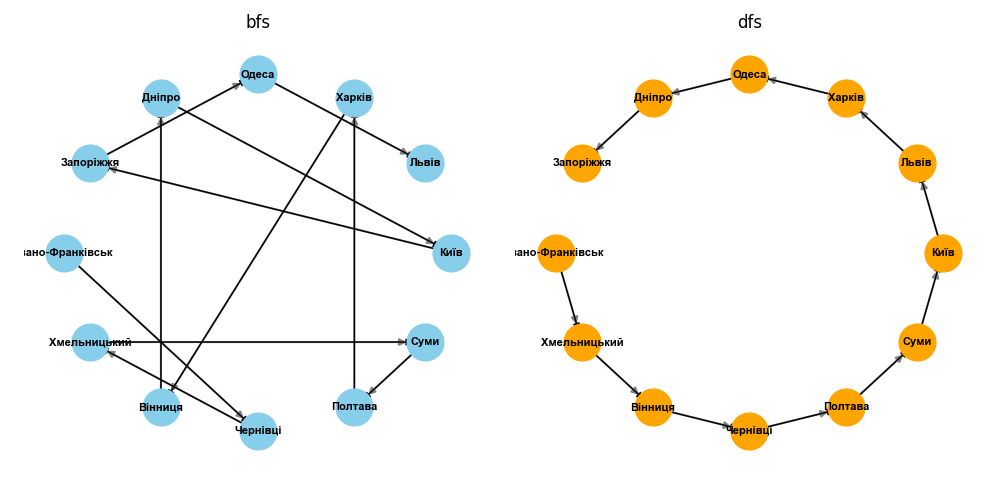 bfs
Одеса
Дніпро
Харків
Запоріжжя
Львів
вано-Франківськ
Київ
Хмельницький
Суми
Вінниця
Полтава
Чернівці
dfs
Одеса
Дніпро
Харків
Запоріжжя
Львів
вано-Франківськ
Київ
Хмельницький
Суми
Вінниця
Полтава
Чернівці